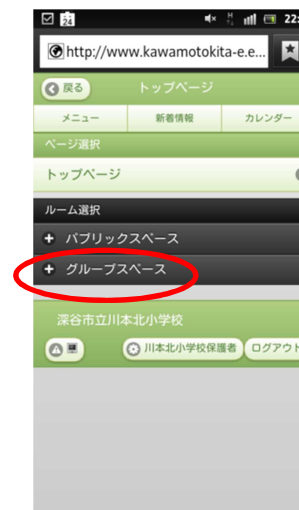 24
22:
http://www.kawamotokita-e.e...
戻る トップページ
メニュー 新着情報 カレンダー
ページ選択
トップページ
ルーム選択
パブリックスペース
グループスペース
深谷市立川本北小学校
川本北小学校保護者 ログアウト